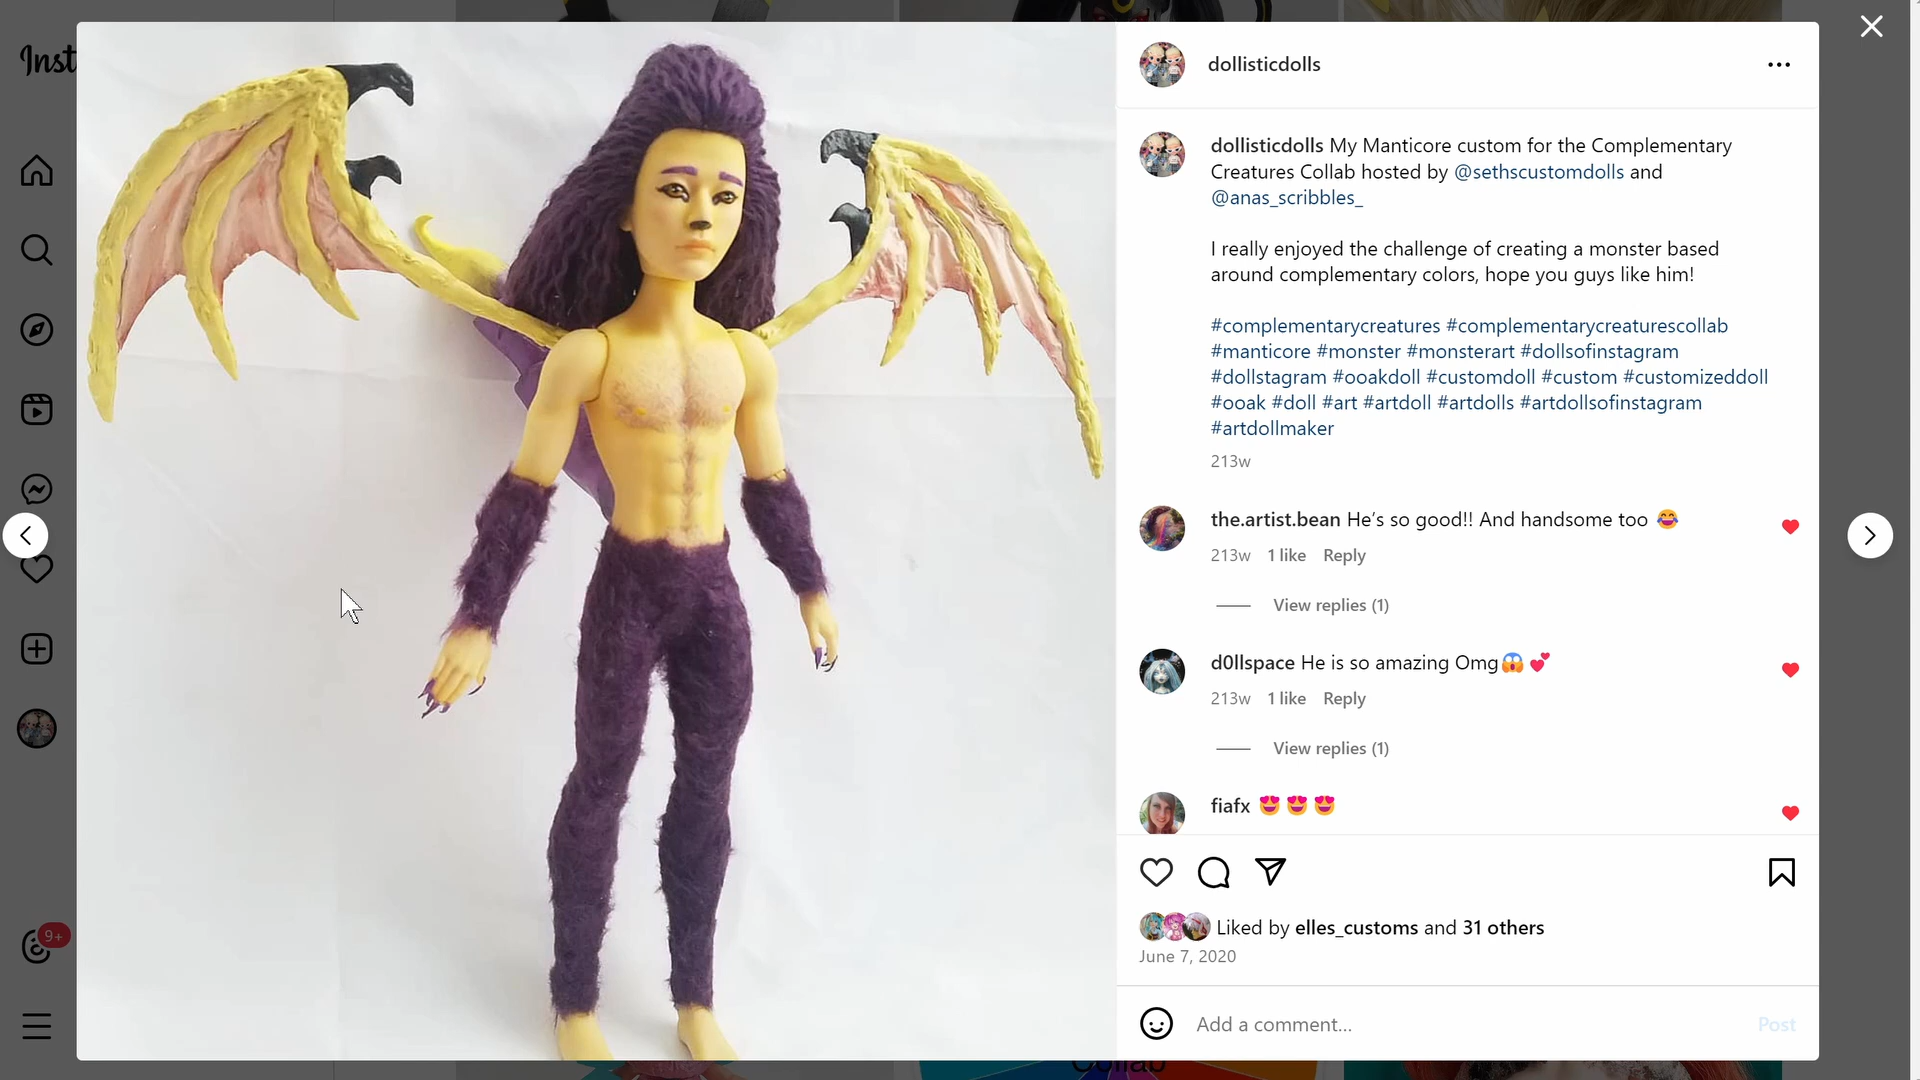 Inst
dollisticdolls
dollisticdolls My Manticore custom for the Complementary
Creatures Collab hosted by @sethscustomdolls and
@anas_scribbles_
I really enjoyed the challenge of creating a monster based
around complementary colors, hope you guys like him!
#complementarycreatures #complementarycreaturescollab
#manticore #monster #monsterart #dollsofinstagram
#dollstagram #ooakdoll #customdoll #custom #customizeddoll
#ooak #doll #art #artdoll #artdolls #artdollsofinstagram
#artdollmaker
213w
the.artist.bean He's so good!! And handsome too 😂
213w 1 like Reply
View replies (1)
d0llspace He is so amazing Omg😱 💕
213w 1 like Reply
View replies (1)
fiafx 😍 😍 😍
9+
Liked by elles_customs and 31 others
June 7, 2020
Add a comment...
Post
Collab